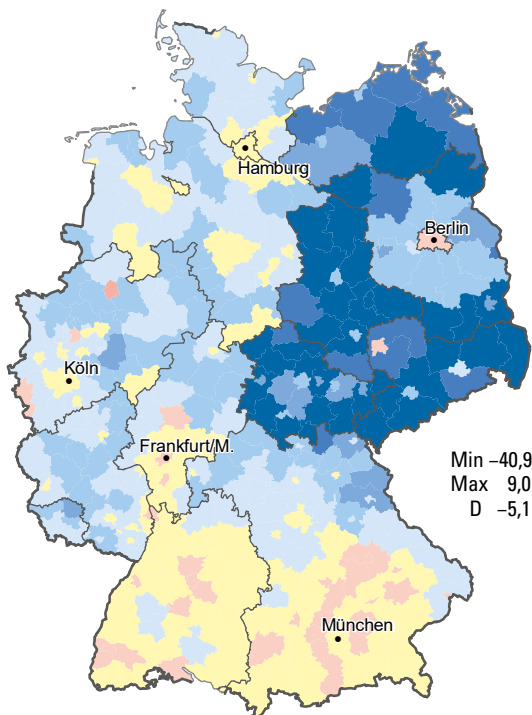 Hamburg
Berlin
Köln
Frankfurt/M.
Min –40,9
Max 9,0
D –5,1
München